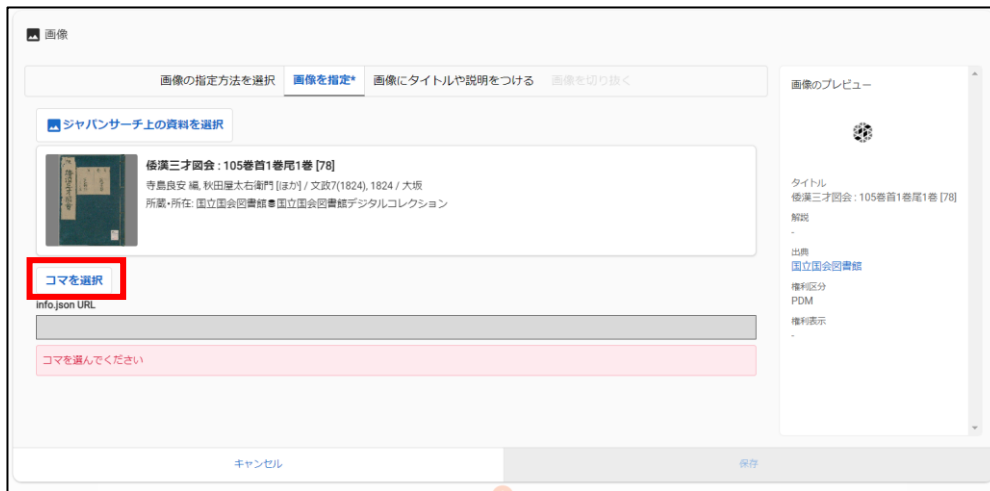 画像
画像の指定方法を選択 画像を指定* 画像にタイトルや説明をつける 画像を切り抜く
ジャパンサーチ上の資料を選択
倭漢三才図会 : 105巻首1巻尾1巻 [78]
寺島良安 編, 秋田屋太右衛門 [ほか] / 文政7(1824), 1824 / 大坂
所蔵・所在: 国立国会図書館 国立国会図書館デジタルコレクション
コマを選択
info.json URL
コマを選んでください
画像のプレビュー
タイトル
倭漢三才図会 : 105巻首1巻尾1巻 [78]
解説
-
出典
国立国会図書館
権利区分
PDM
権利表示
-
キャンセル
保存